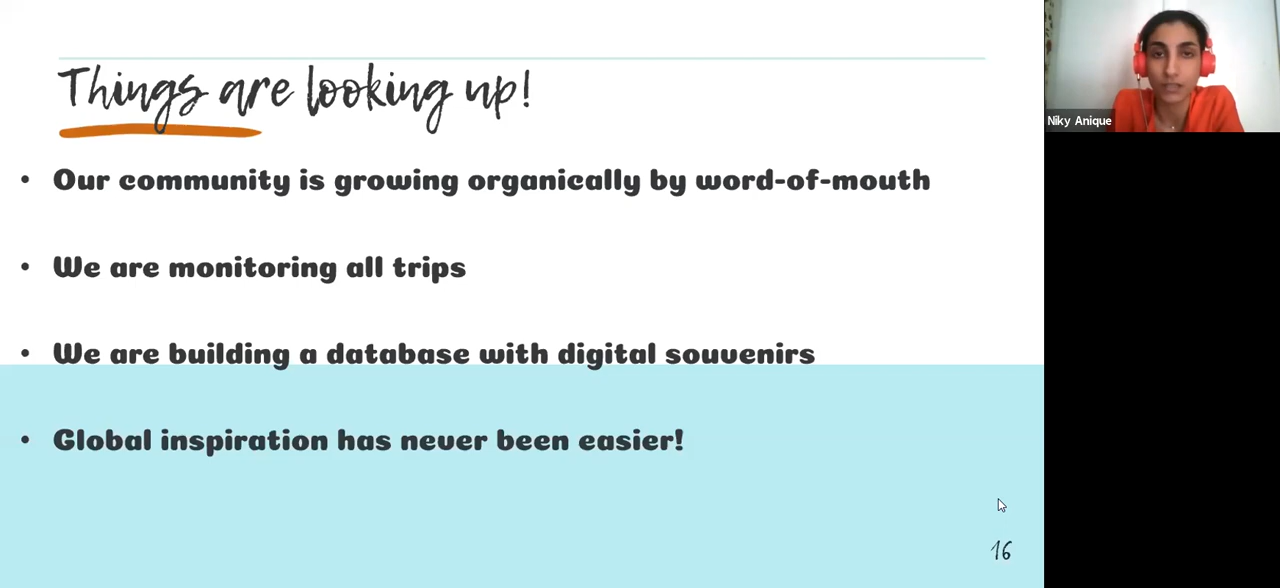 Things are looking up!
Niky Anique
• Our community is growing organically by word-of-mouth
• We are monitoring all trips
• We are building a database with digital souvenirs
• Global inspiration has never been easier!
16